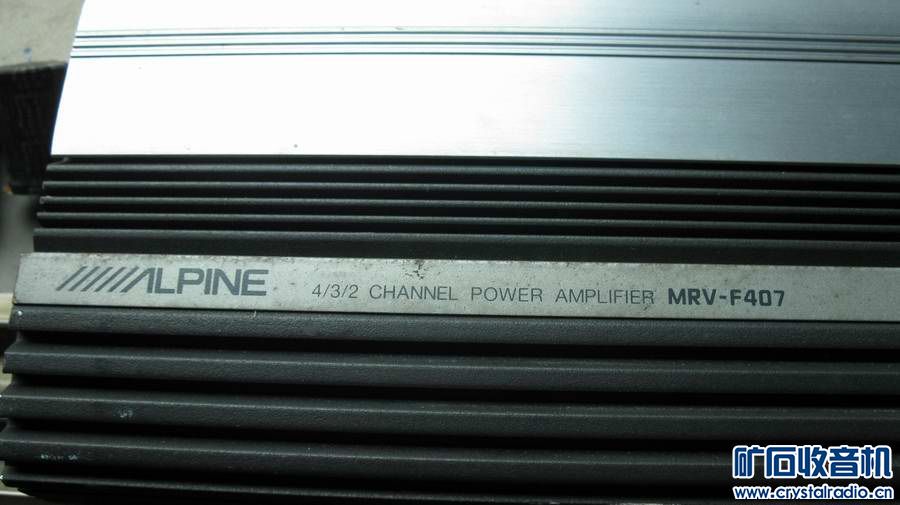 ALPINE 4/3/2 CHANNEL POWER AMPLIFIER MRV-F407
矿石收音机
www.crystalradio.cn